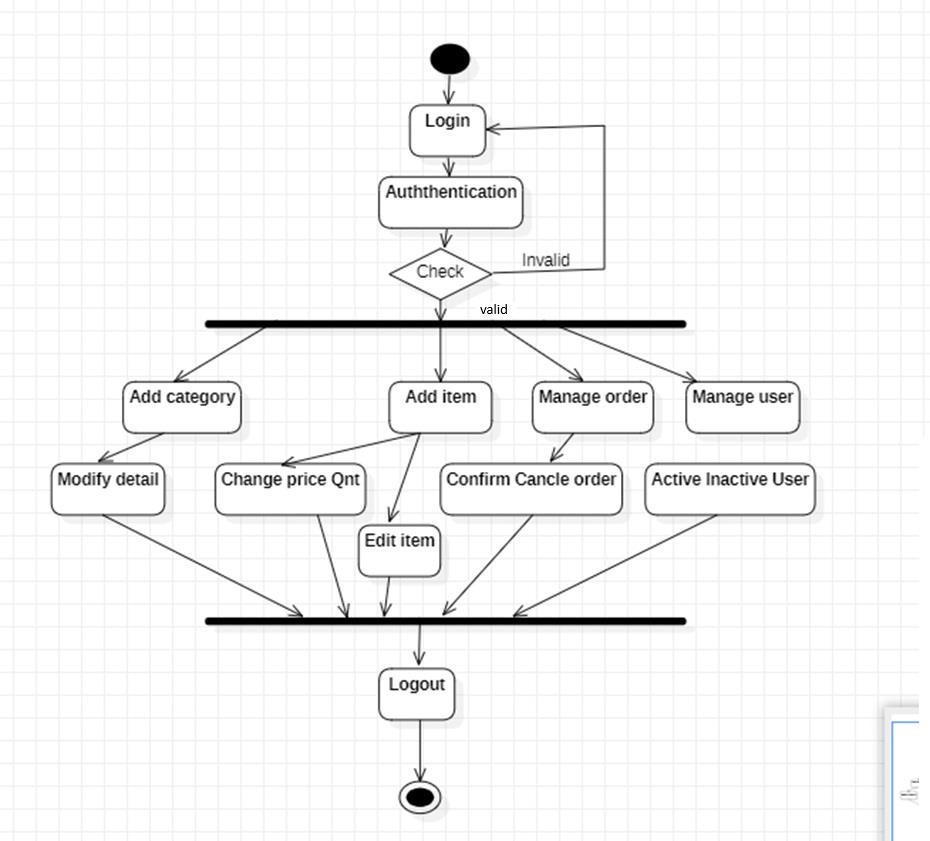 Login
Auththentication
Check
Invalid
valid
Add category
Add item
Manage order
Manage user
Modify detail
Change price Qnt
Confirm Cancle order
Active Inactive User
Edit item
Logout